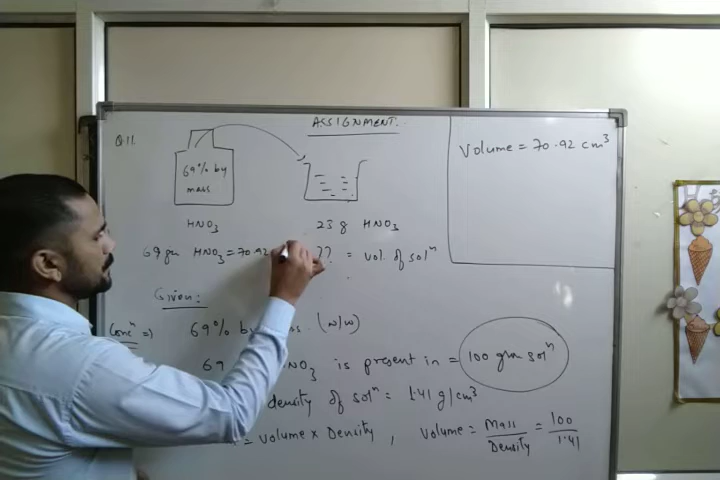 ASSIGNMENT.
Q11.
69% by
mass
Volume = 70.92 cm³
HNO₃
23 g HNO₃
69 gm HNO₃ = 70.92
?? = vol. of solⁿ
Given:
Concⁿ ⇒ 69% by (w/w)
69 HNO₃ is present in = 100 gram solⁿ
density of solⁿ = 1.41 g/cm³
= Volume × Density , Volume = Mass/Density = 100/1.41